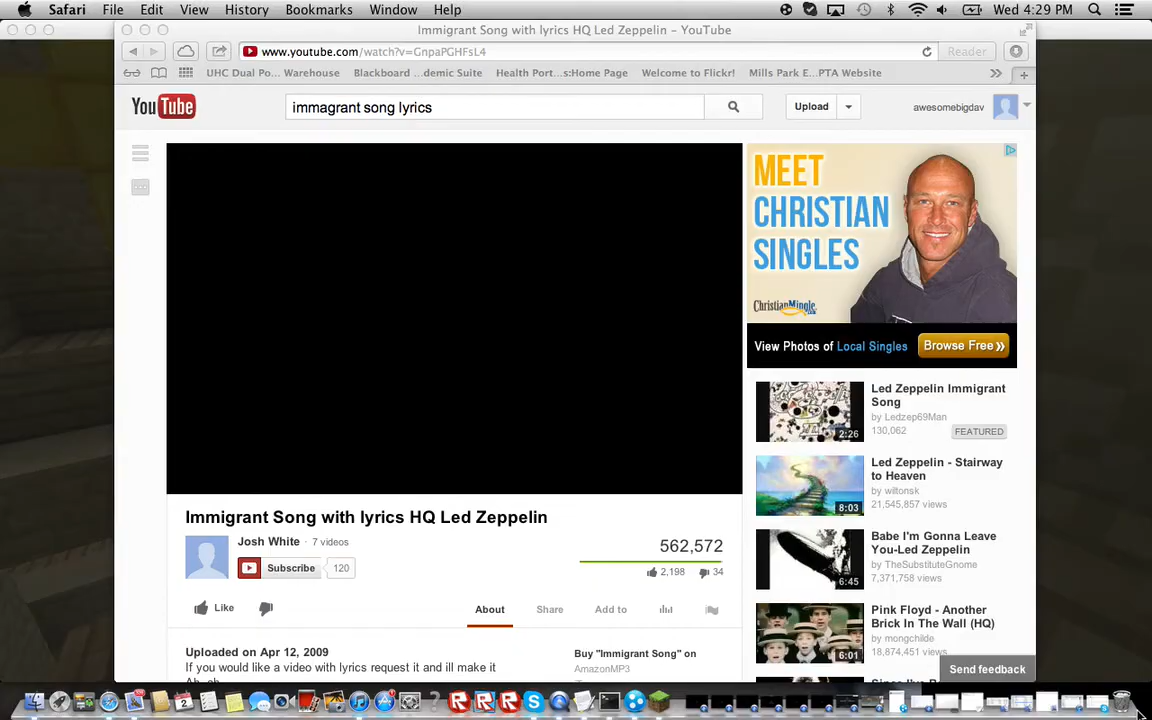 Safari File Edit View History Bookmarks Window Help Wed 4:29 PM
Immigrant Song with lyrics HQ Led Zeppelin - YouTube
www.youtube.com/watch?v=GnpaPGHFsL4 Reader
UHC Dual Po... Warehouse Blackboard ...demic Suite Health Port...s:Home Page Welcome to Flickr! Mills Park E...PTA Website
YouTube immagrant song lyrics Upload awesomebigdav
MEET
CHRISTIAN
SINGLES
ChristianMingle.com
View Photos of Local Singles Browse Free
Led Zeppelin Immigrant
Song
by Ledzep69Man
130,062 FEATURED
2:26
Led Zeppelin - Stairway
to Heaven
by wiltonsk
21,545,857 views
8:03
Babe I'm Gonna Leave
You-Led Zeppelin
by TheSubstituteGnome
7,371,758 views
6:45
Pink Floyd - Another
Brick In The Wall (HQ)
by mongchilde
18,874,451 views
6:01
Immigrant Song with lyrics HQ Led Zeppelin
Josh White · 7 videos
Subscribe 120
562,572
2,198 34
Like About Share Add to
Uploaded on Apr 12, 2009
If you would like a video with lyrics request it and ill make it
Buy "Immigrant Song" on
AmazonMP3
Send feedback